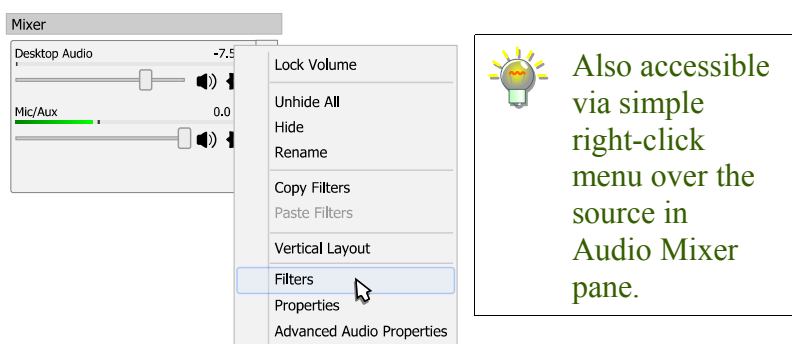 Mixer
Desktop Audio
-7.5
Mic/Aux
0.0
Lock Volume
Unhide All
Hide
Rename
Copy Filters
Paste Filters
Vertical Layout
Filters
Properties
Advanced Audio Properties
Also accessible
via simple
right-click
menu over the
source in
Audio Mixer
pane.